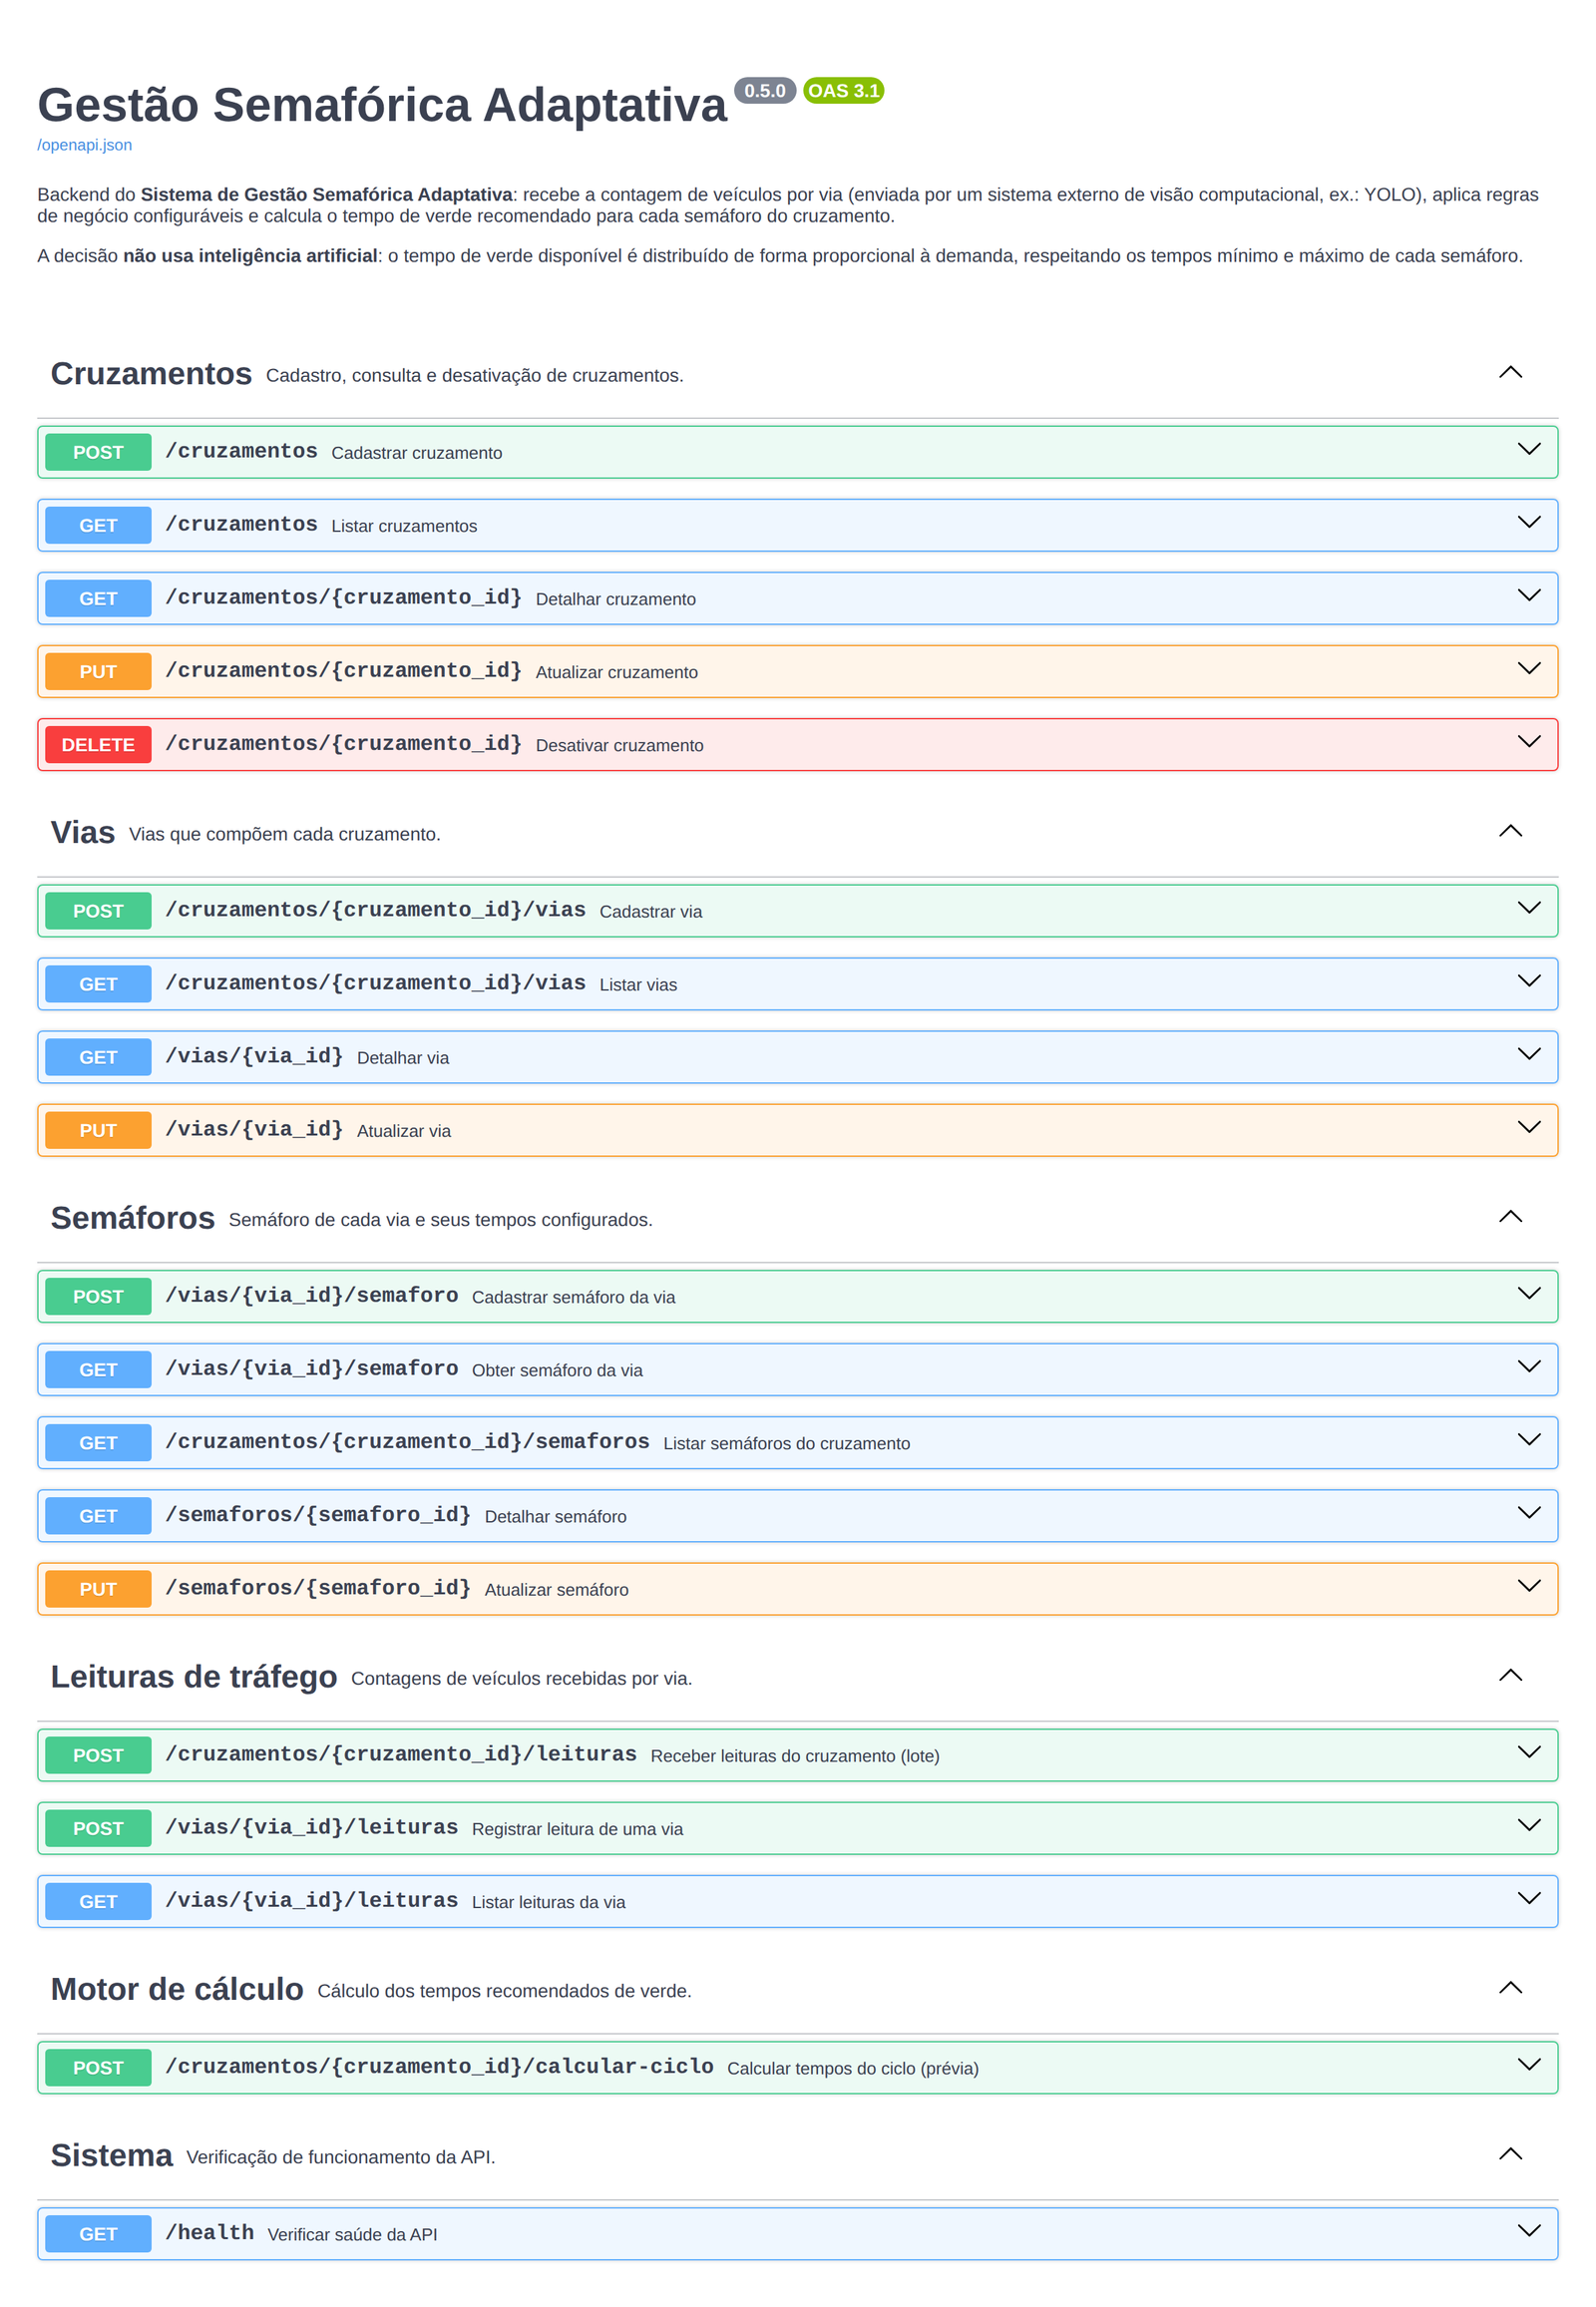 Gestão Semafórica Adaptativa 0.5.0 OAS 3.1
/openapi.json
Backend do Sistema de Gestão Semafórica Adaptativa: recebe a contagem de veículos por via (enviada por um sistema externo de visão computacional, ex.: YOLO), aplica regras
de negócio configuráveis e calcula o tempo de verde recomendado para cada semáforo do cruzamento.
A decisão não usa inteligência artificial: o tempo de verde disponível é distribuído de forma proporcional à demanda, respeitando os tempos mínimo e máximo de cada semáforo.
Cruzamentos Cadastro, consulta e desativação de cruzamentos.
POST /cruzamentos Cadastrar cruzamento
GET /cruzamentos Listar cruzamentos
GET /cruzamentos/{cruzamento_id} Detalhar cruzamento
PUT /cruzamentos/{cruzamento_id} Atualizar cruzamento
DELETE /cruzamentos/{cruzamento_id} Desativar cruzamento
Vias Vias que compõem cada cruzamento.
POST /cruzamentos/{cruzamento_id}/vias Cadastrar via
GET /cruzamentos/{cruzamento_id}/vias Listar vias
GET /vias/{via_id} Detalhar via
PUT /vias/{via_id} Atualizar via
Semáforos Semáforo de cada via e seus tempos configurados.
POST /vias/{via_id}/semaforo Cadastrar semáforo da via
GET /vias/{via_id}/semaforo Obter semáforo da via
GET /cruzamentos/{cruzamento_id}/semaforos Listar semáforos do cruzamento
GET /semaforos/{semaforo_id} Detalhar semáforo
PUT /semaforos/{semaforo_id} Atualizar semáforo
Leituras de tráfego Contagens de veículos recebidas por via.
POST /cruzamentos/{cruzamento_id}/leituras Receber leituras do cruzamento (lote)
POST /vias/{via_id}/leituras Registrar leitura de uma via
GET /vias/{via_id}/leituras Listar leituras da via
Motor de cálculo Cálculo dos tempos recomendados de verde.
POST /cruzamentos/{cruzamento_id}/calcular-ciclo Calcular tempos do ciclo (prévia)
Sistema Verificação de funcionamento da API.
GET /health Verificar saúde da API